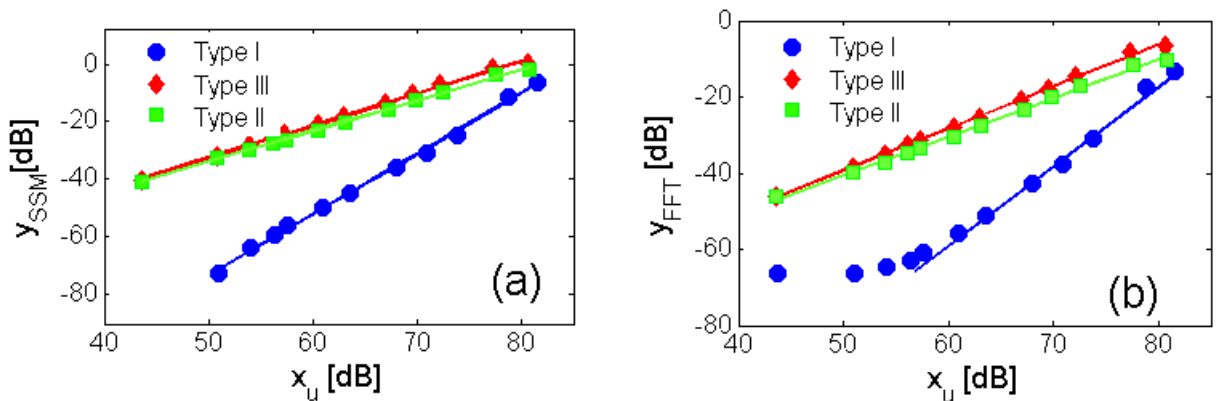 0
-20
-40
-60
-80
y_SSM [dB]
Type I
Type III
Type II
(a)
40 50 60 70 80
x_u [dB]
0
-20
-40
-60
-80
y_FFT [dB]
Type I
Type III
Type II
(b)
40 50 60 70 80
x_u [dB]